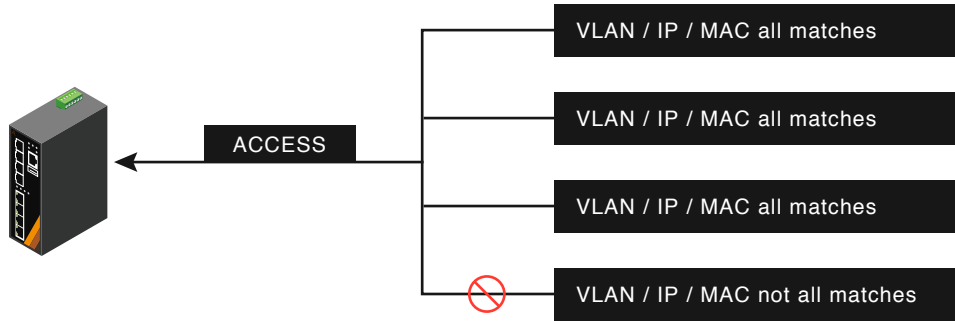 VLAN / IP / MAC all matches
VLAN / IP / MAC all matches
ACCESS
VLAN / IP / MAC all matches
VLAN / IP / MAC not all matches